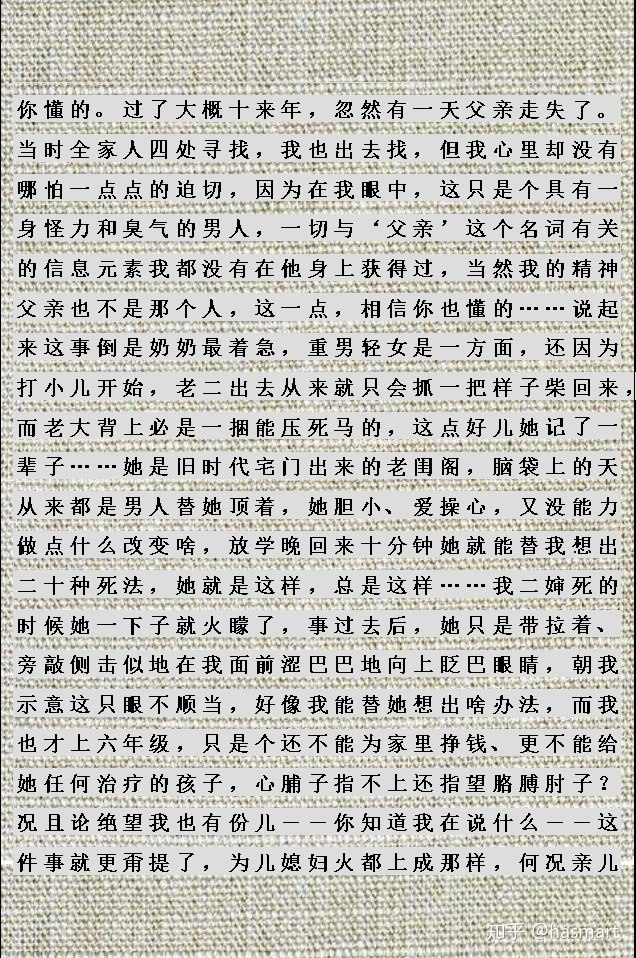 你懂的。过了大概十来年，忽然有一天父亲走失了。
当时全家人四处寻找，我也出去找，但我心里却没有
哪怕一点点的迫切，因为在我眼中，这只是个具有一
身怪力和臭气的男人，一切与‘父亲’这个名词有关
的信息元素我都没有在他身上获得过，当然我的精神
父亲也不是那个人，这一点，相信你也懂的……说起
来这事倒是奶奶最着急，重男轻女是一方面，还因为
打小儿开始，老二出去从来就只会抓一把样子柴回来，
而老大背上必是一捆能压死马的，这点好儿她记了一
辈子……她是旧时代宅门出来的老闺阁，脑袋上的天
从来都是男人替她顶着，她胆小、爱操心，又没能力
做点什么改变啥，放学晚回来十分钟她就能替我想出
二十种死法，她就是这样，总是这样……我二婶死的
时候她一下子就火矇了，事过去后，她只是带拉着、
旁敲侧击似地在我面前涩巴巴地向上眨巴眼睛，朝我
示意这只眼不顺当，好像我能替她想出啥办法，而我
也才上六年级，只是个还不能为家里挣钱、更不能给
她任何治疗的孩子，心脯子指不上还指望胳膊肘子？
况且论绝望我也有份儿——你知道我在说什么——这
件事就更甭提了，为儿媳妇火都上成那样，何况亲儿
知乎 @hasmart